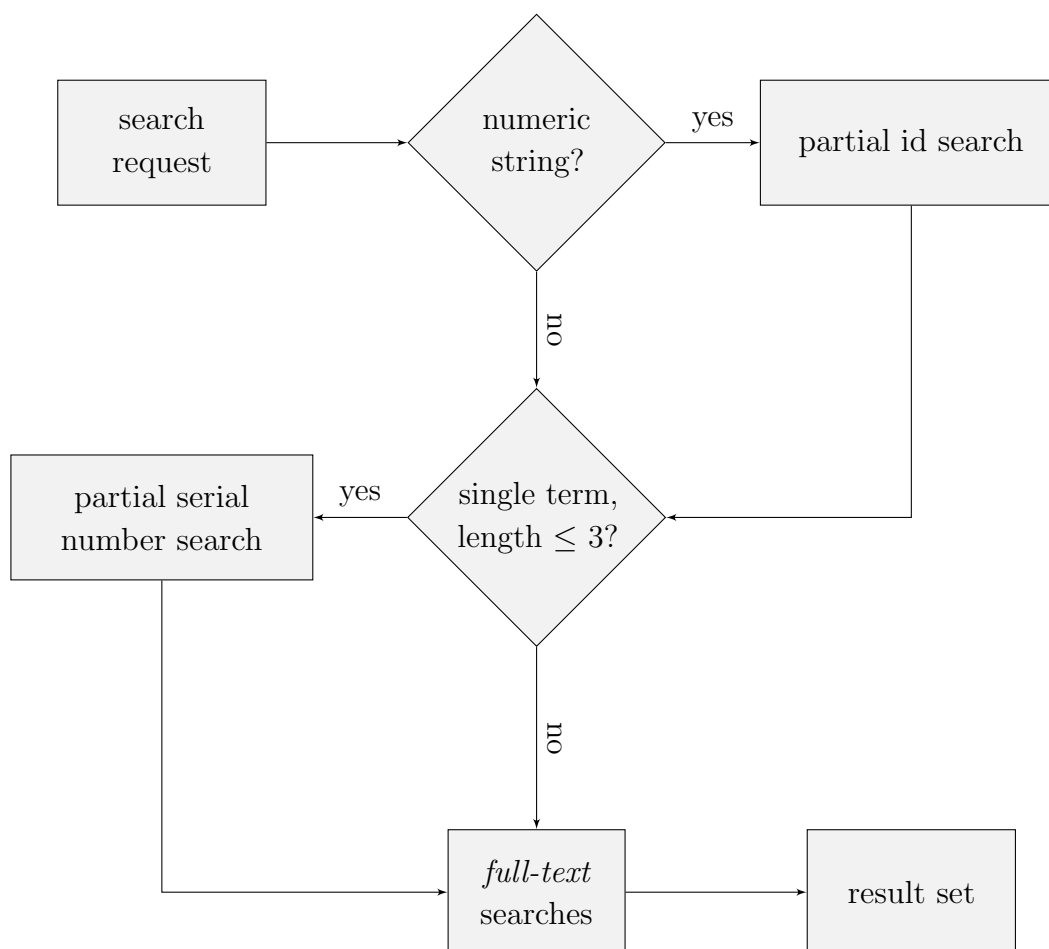 search
request
numeric
string?
yes
partial id search
no
partial serial
number search
yes
single term,
length ≤ 3?
no
full-text
searches
result set